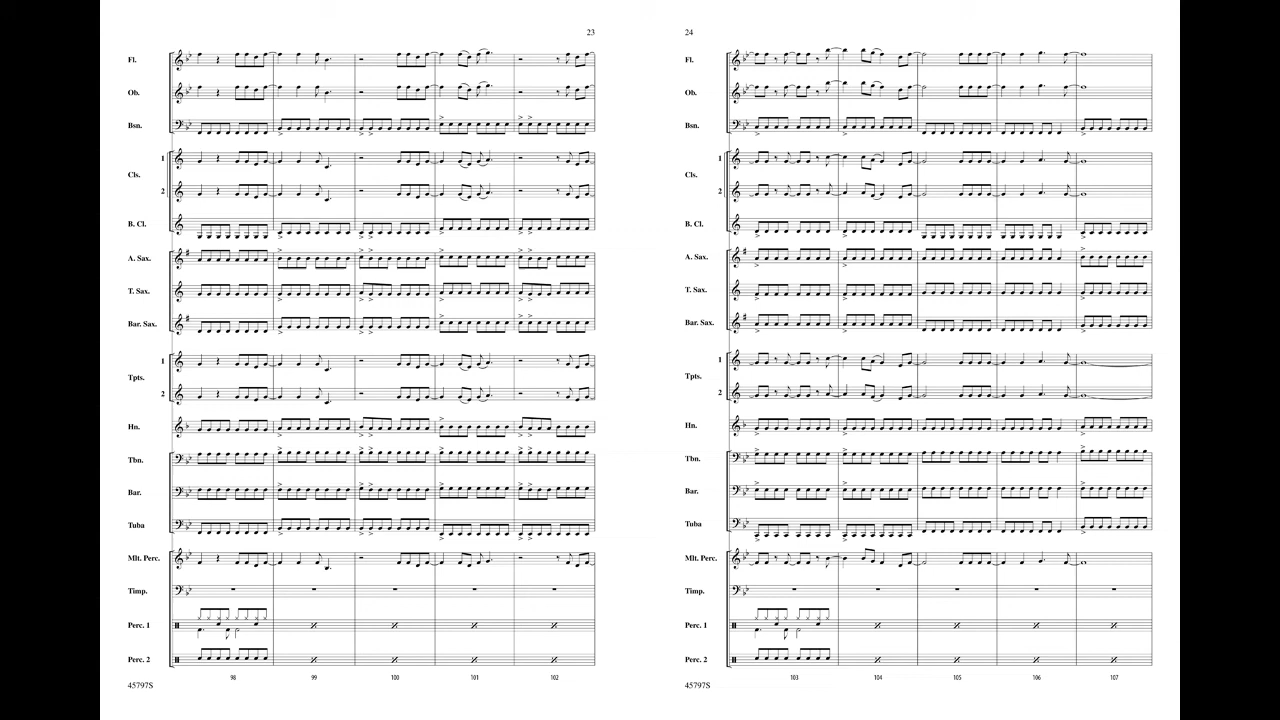 23
Fl.
Ob.
Bsn.
1
Cls.
2
B. Cl.
A. Sax.
T. Sax.
Bar. Sax.
1
Tpts.
2
Hn.
Tbn.
Bar.
Tuba
Mlt. Perc.
Timp.
Perc. 1
Perc. 2
98 99 100 101 102
45797S
24
Fl.
Ob.
Bsn.
1
Cls.
2
B. Cl.
A. Sax.
T. Sax.
Bar. Sax.
1
Tpts.
2
Hn.
Tbn.
Bar.
Tuba
Mlt. Perc.
Timp.
Perc. 1
Perc. 2
103 104 105 106 107
45797S